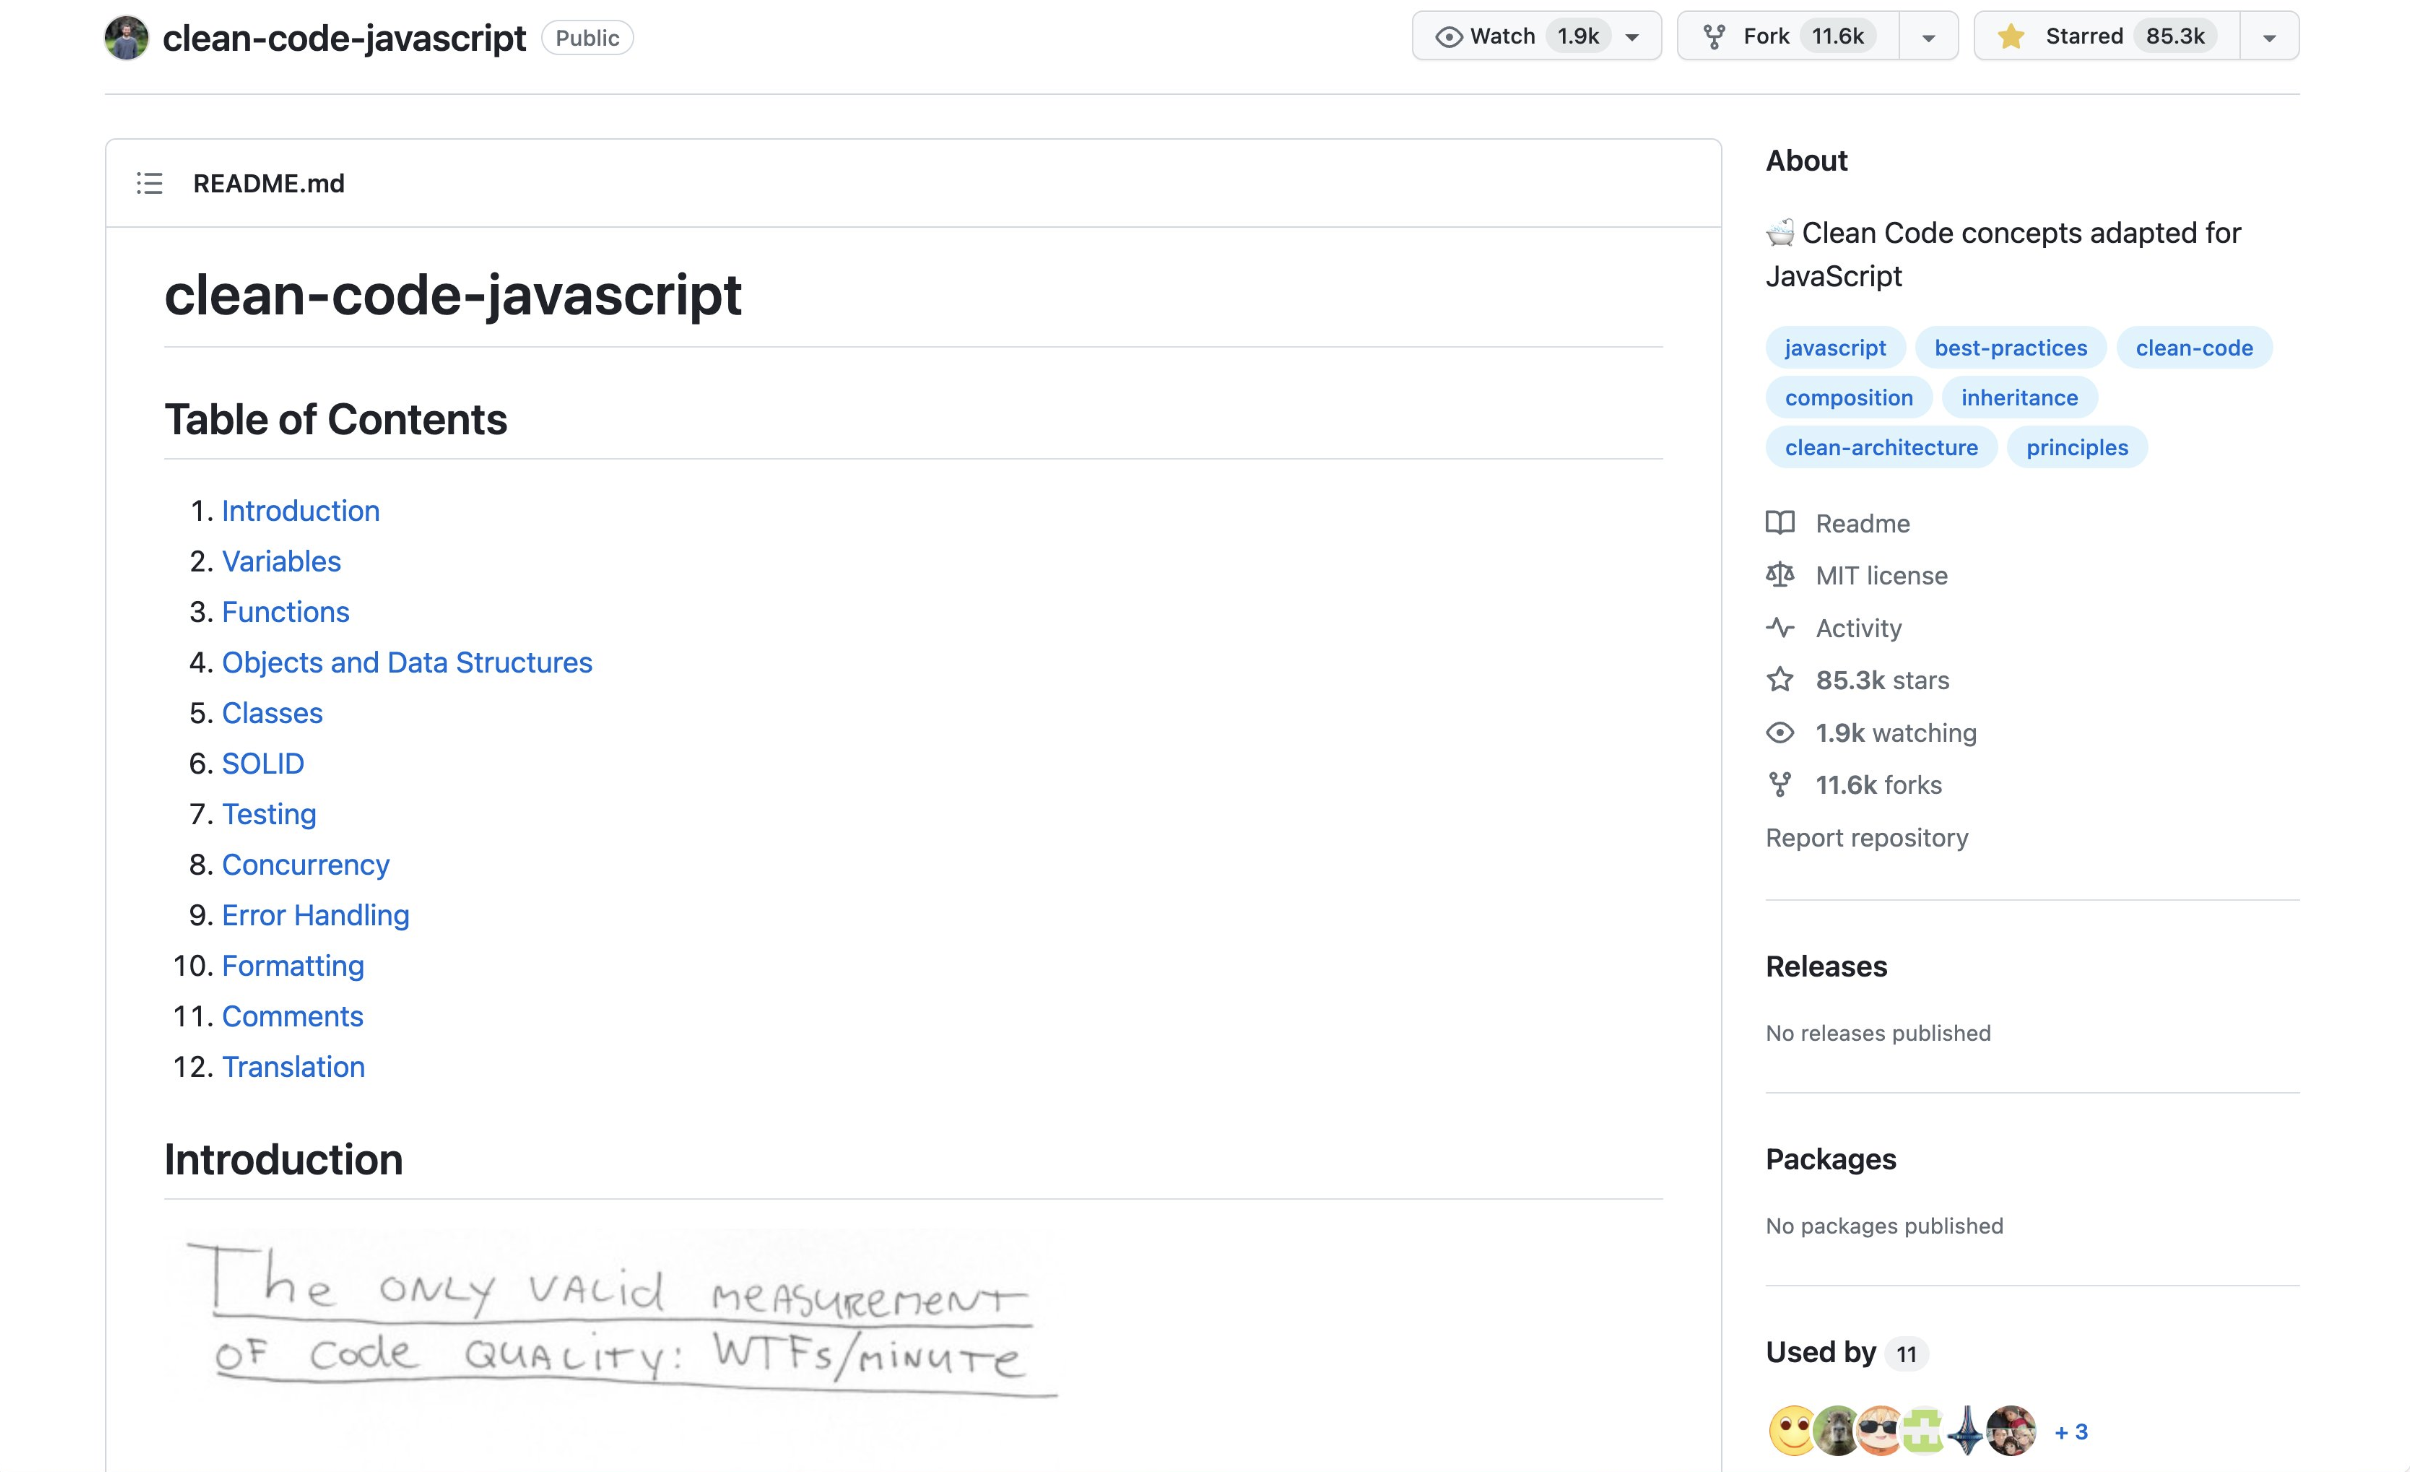 clean-code-javascript Public
Watch 1.9k
Fork 11.6k
Starred 85.3k
README.md
clean-code-javascript
Table of Contents
1. Introduction
2. Variables
3. Functions
4. Objects and Data Structures
5. Classes
6. SOLID
7. Testing
8. Concurrency
9. Error Handling
10. Formatting
11. Comments
12. Translation
Introduction
The ONLY VALid MeASUREMENT
OF Code QUALITY: WTFs/MINUTE
About
🛁 Clean Code concepts adapted for
JavaScript
javascript best-practices clean-code
composition inheritance
clean-architecture principles
Readme
MIT license
Activity
85.3k stars
1.9k watching
11.6k forks
Report repository
Releases
No releases published
Packages
No packages published
Used by 11
+ 3